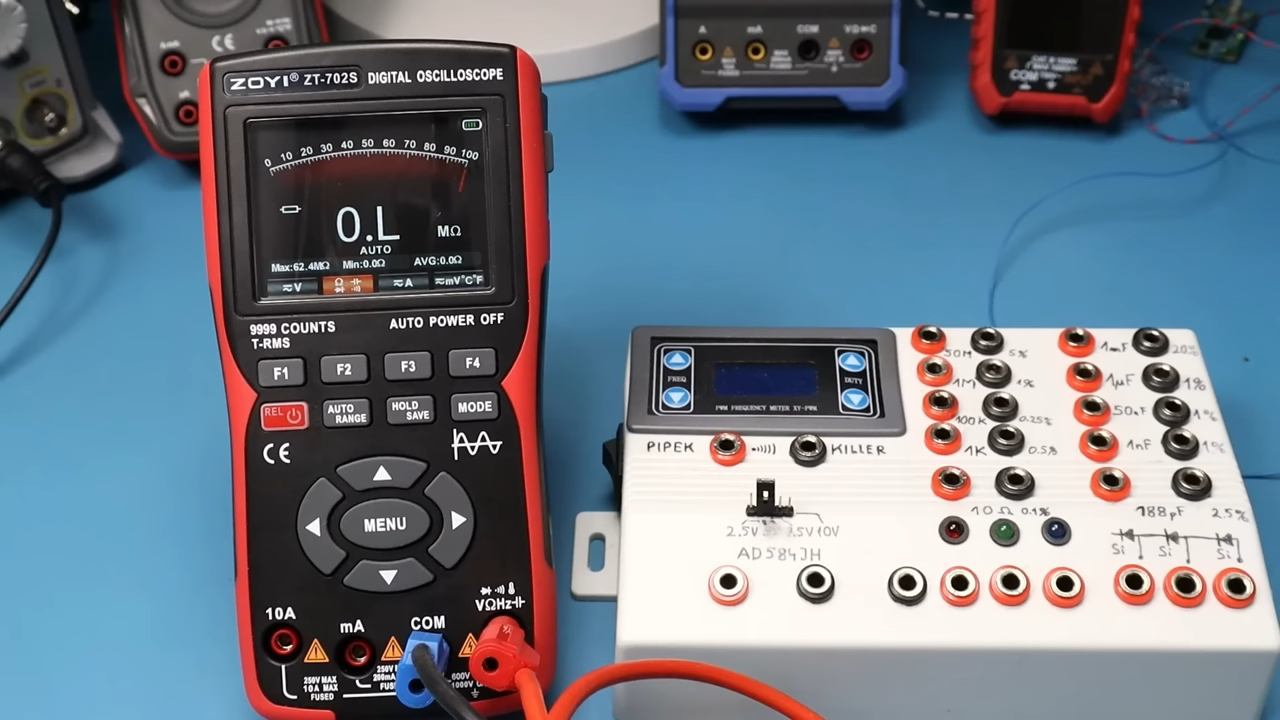 ZOYI® ZT-702S DIGITAL OSCILLOSCOPE
0 10 20 30 40 50 60 70 80 90 100
0.L MΩ
AUTO
Max:62.4MΩ Min:0.0Ω AVG:0.0Ω
V Ω A mV°C°F
9999 COUNTS
T-RMS
AUTO POWER OFF
F1 F2 F3 F4
REL
AUTO RANGE
HOLD SAVE
MODE
CE
MENU
10A
mA
COM
VΩHz
250V MAX
10A MAX
FUSED
600V
1000V
CE
A mA COM
COM
FREQ
DUTY
PWM FREQUENCY METER XY-PWM
PIPEK
KILLER
2.5V 7.5V 10V
AD584JH
50M 5%
1M 1%
100K 0.25%
1K 0.5%
10Ω 0.1%
1mF 20%
1µF 1%
50nF 1%
1nF 1%
188pF 2.5%
Si Si Si